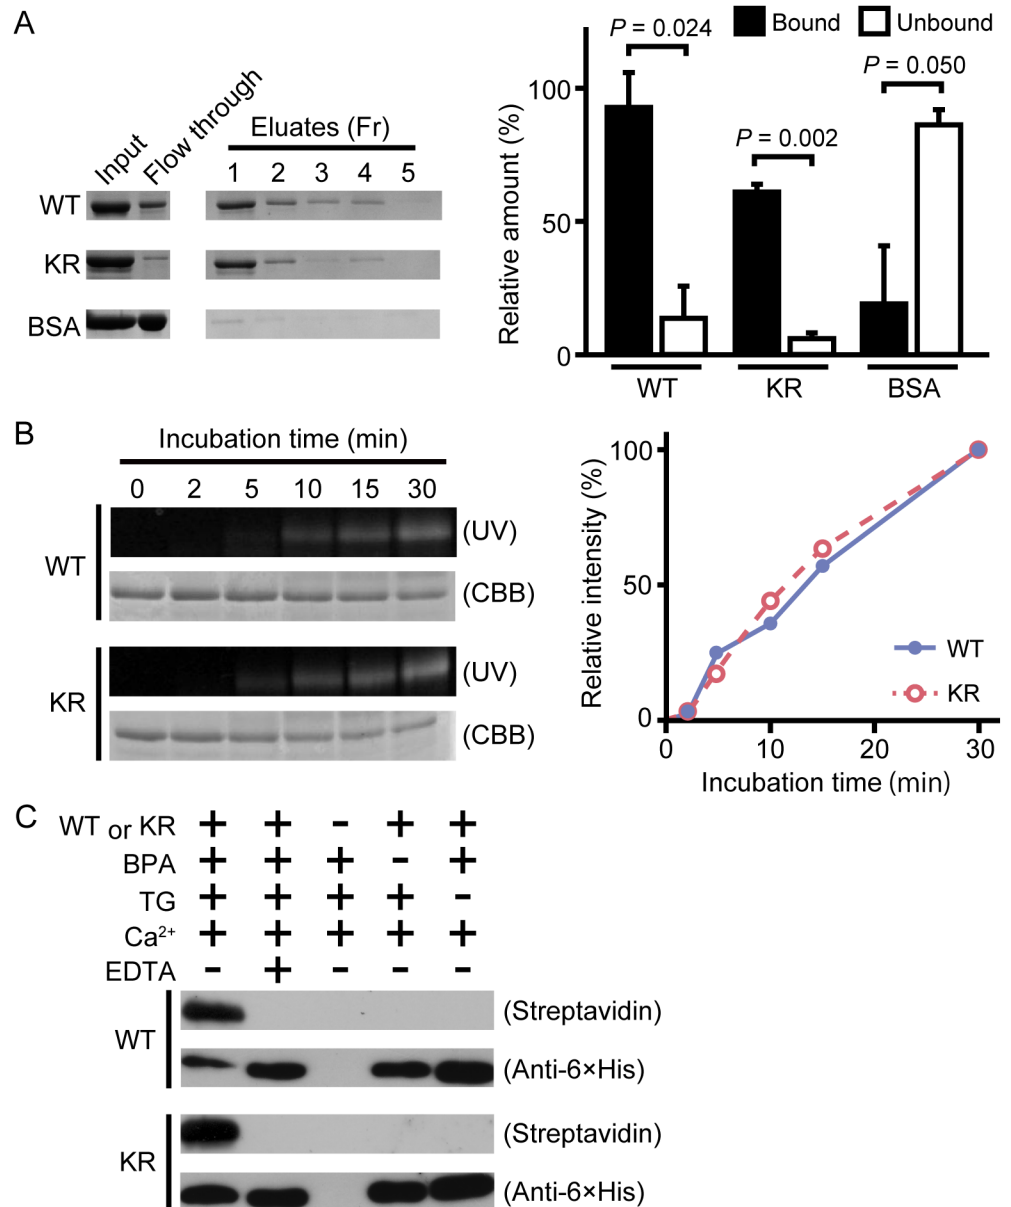 A
Input
Flow through
Eluates (Fr)
1 2 3 4 5
WT
KR
BSA
Bound
Unbound
P = 0.024
P = 0.002
P = 0.050
Relative amount (%)
100
50
0
WT
KR
BSA
B
Incubation time (min)
0 2 5 10 15 30
WT
(UV)
(CBB)
KR
(UV)
(CBB)
Relative intensity (%)
100
50
0
WT
KR
0 10 20 30
Incubation time (min)
C
WT or KR + + - + +
BPA + + + - +
TG + + + + -
Ca²⁺ + + + + +
EDTA - + - - -
WT
(Streptavidin)
(Anti-6×His)
KR
(Streptavidin)
(Anti-6×His)